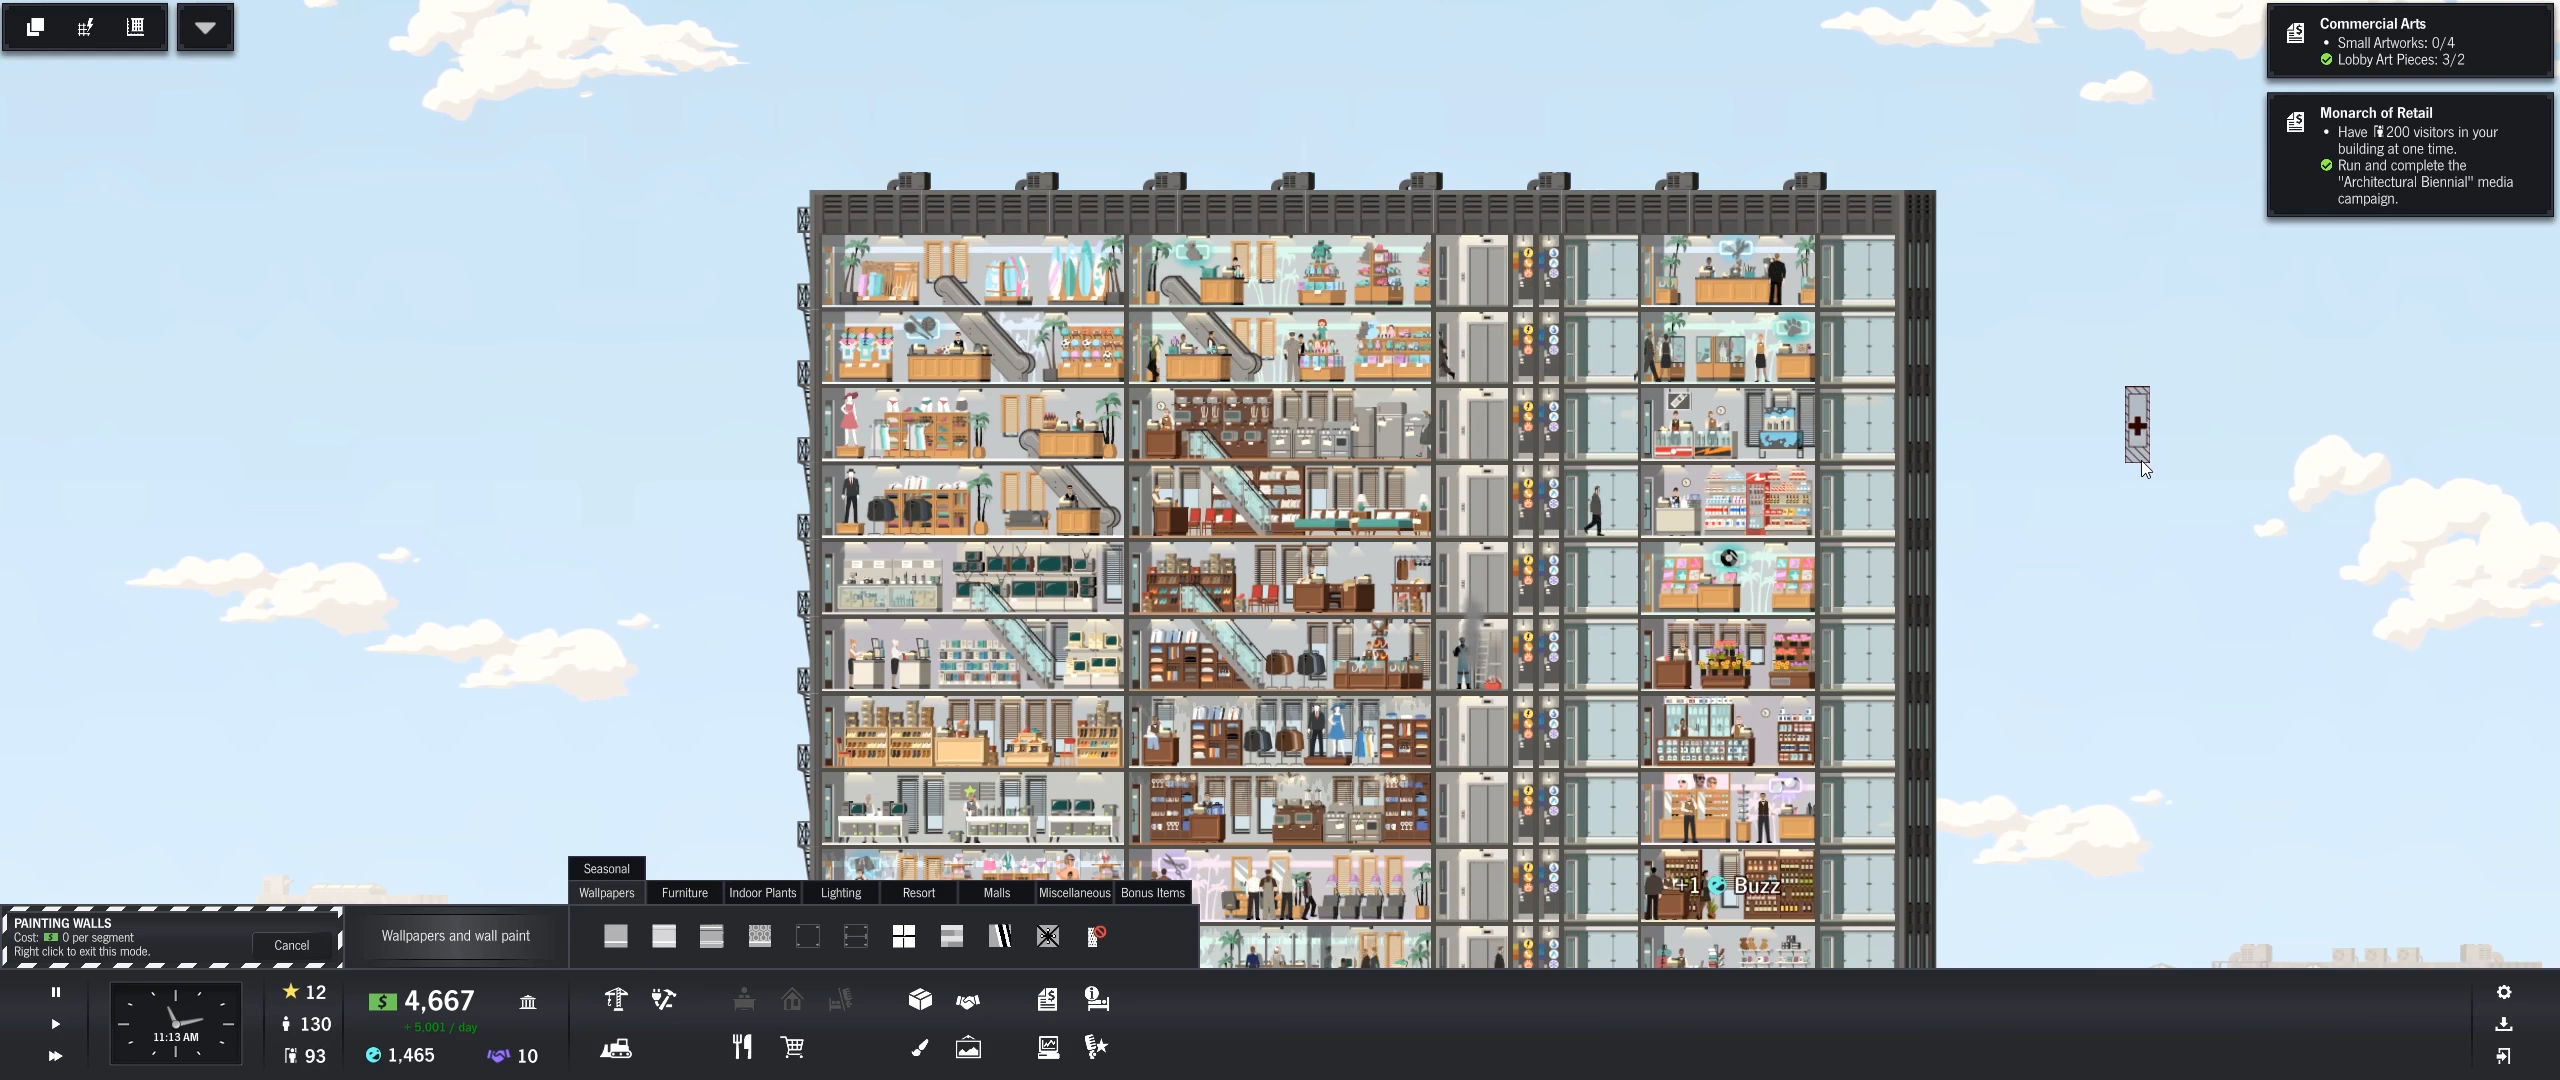 Commercial Arts
• Small Artworks: 0/4
Lobby Art Pieces: 3/2
Monarch of Retail
• Have 200 visitors in your
building at one time.
Run and complete the
"Architectural Biennial" media
campaign.
+1 Buzz
Seasonal
Wallpapers Furniture Indoor Plants Lighting Resort Malls Miscellaneous Bonus Items
PAINTING WALLS
Cost: $ 0 per segment
Right click to exit this mode.
Cancel
Wallpapers and wall paint
11:13 AM
12
130
93
$ 4,667
+ 5,001 / day
1,465
10